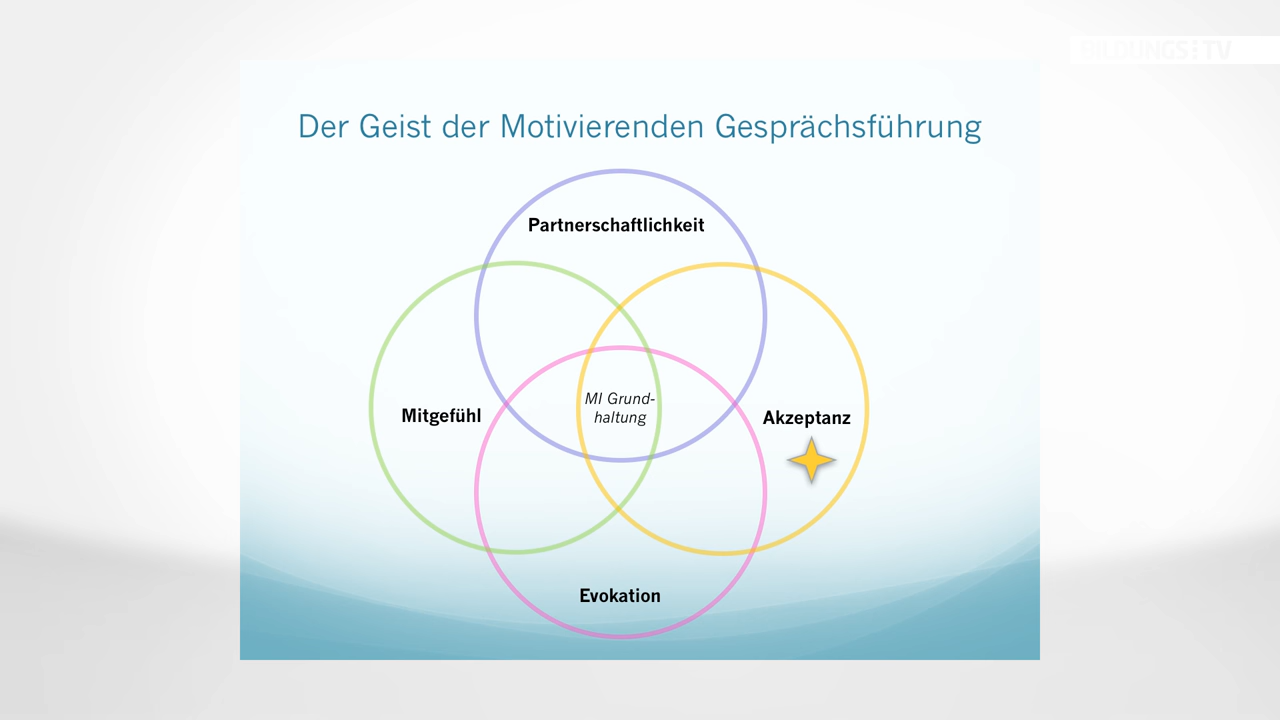 BILDUNGS:TV
Der Geist der Motivierenden Gesprächsführung
Partnerschaftlichkeit
Mitgefühl
MI Grund-
haltung
Akzeptanz
Evokation